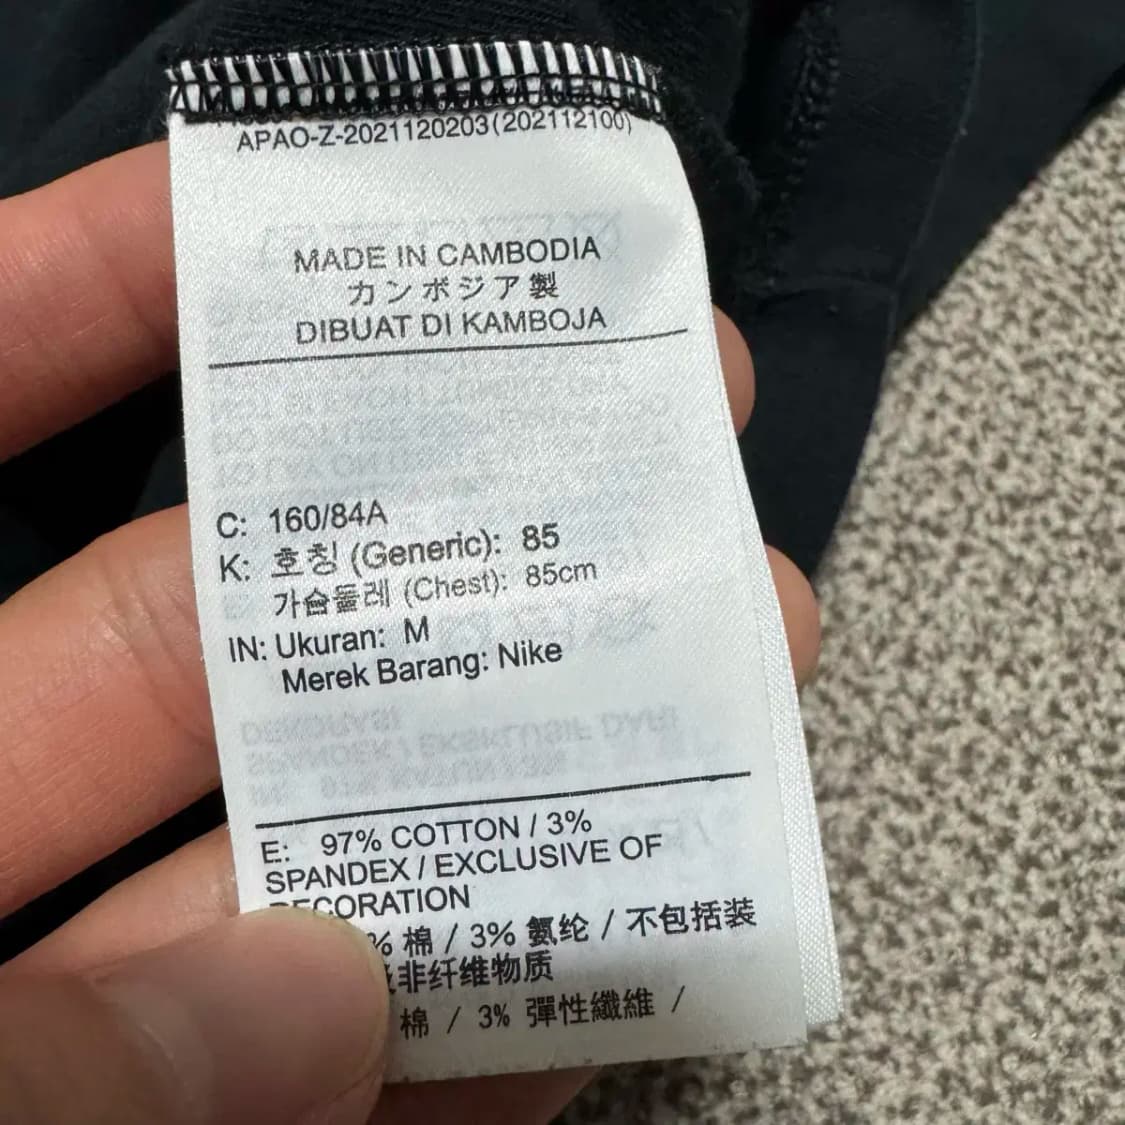 APAO-Z-2021120203(202112100)
MADE IN CAMBODIA
カンボジア製
DIBUAT DI KAMBOJA
C: 160/84A
K: 호칭 (Generic): 85
가슴둘레 (Chest): 85cm
IN: Ukuran: M
Merek Barang: Nike
E: 97% COTTON / 3%
SPANDEX / EXCLUSIVE OF
DECORATION
% 棉 / 3% 氨纶 / 不包括装
非纤维物质
棉 / 3% 彈性纖維 /